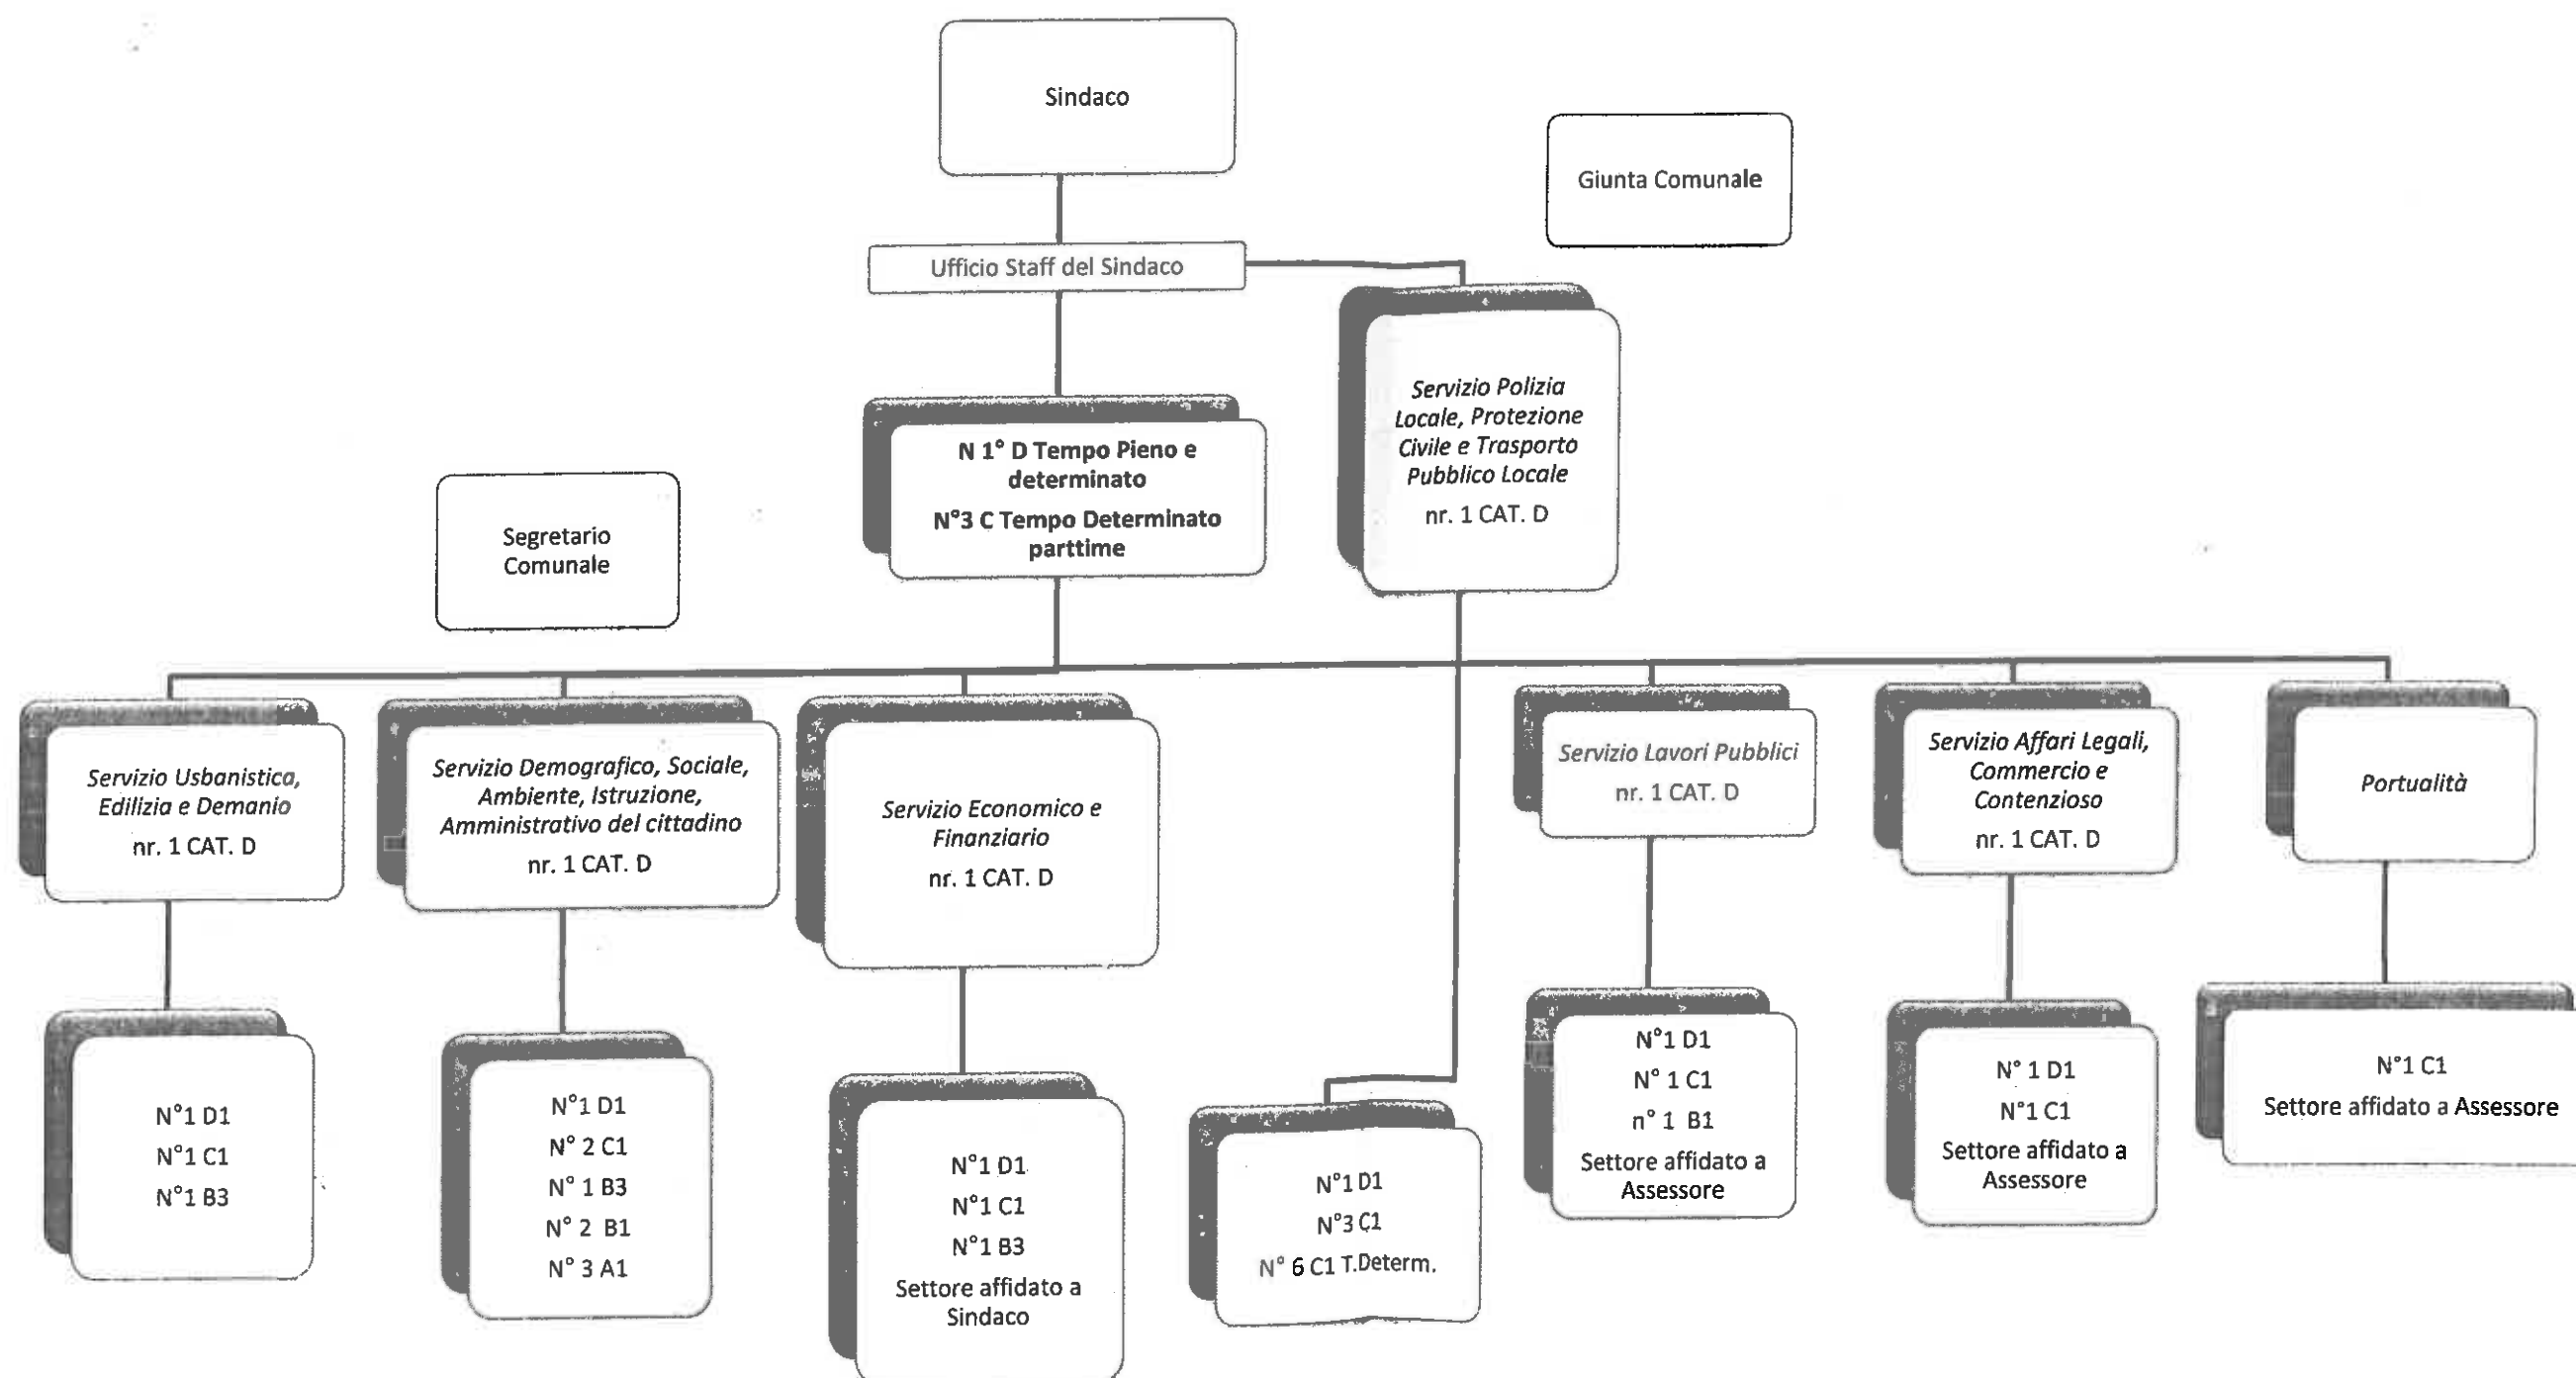 Sindaco
Giunta Comunale
Ufficio Staff del Sindaco
Servizio Polizia
Locale, Protezione
Civile e Trasporto
Pubblico Locale
nr. 1 CAT. D
N 1° D Tempo Pieno e
determinato
N°3 C Tempo Determinato
parttime
Segretario
Comunale
Servizio Usbanistica,
Edilizia e Demanio
nr. 1 CAT. D
Servizio Demografico, Sociale,
Ambiente, Istruzione,
Amministrativo del cittadino
nr. 1 CAT. D
Servizio Economico e
Finanziario
nr. 1 CAT. D
Servizio Lavori Pubblici
nr. 1 CAT. D
Servizio Affari Legali,
Commercio e
Contenzioso
nr. 1 CAT. D
Portualità
N°1 D1
N°1 C1
N°1 B3
N°1 D1
N° 2 C1
N° 1 B3
N° 2 B1
N° 3 A1
N°1 D1
N°1 C1
N°1 B3
Settore affidato a
Sindaco
N°1 D1
N°3 C1
N° 6 C1 T.Determ.
N°1 D1
N° 1 C1
n° 1 B1
Settore affidato a
Assessore
N° 1 D1
N°1 C1
Settore affidato a
Assessore
N°1 C1
Settore affidato a Assessore